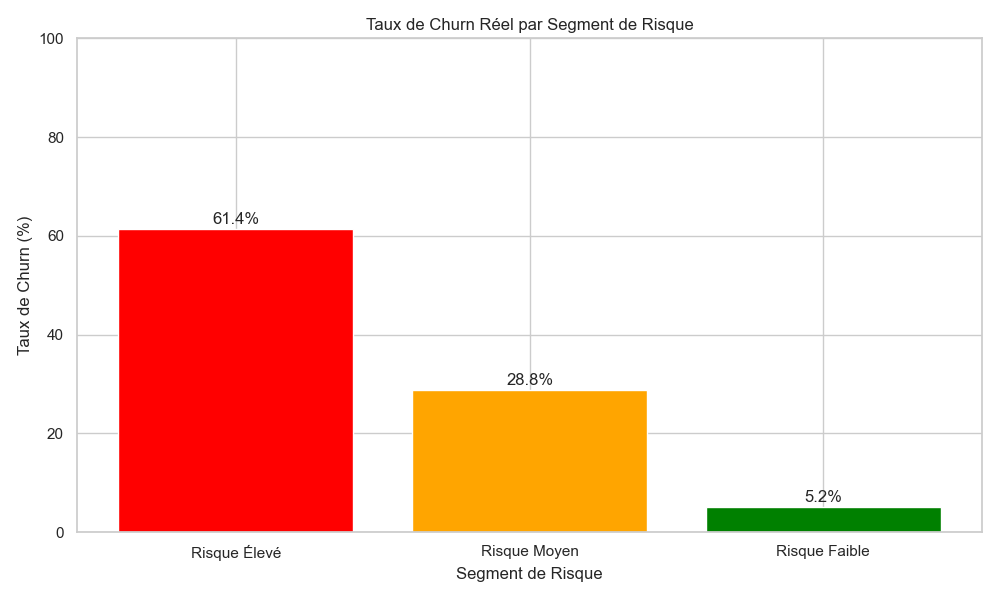 Taux de Churn Réel par Segment de Risque
Taux de Churn (%)
100
80
60
40
20
0
61.4%
28.8%
5.2%
Risque Élevé
Risque Moyen
Risque Faible
Segment de Risque